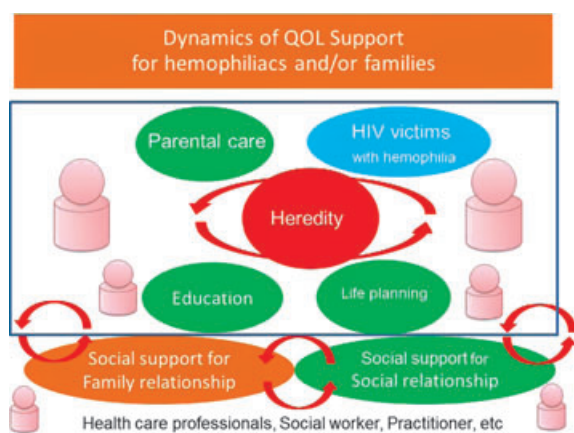 Dynamics of QOL Support
for hemophiliacs and/or families
Parental care
HIV victims
with hemophilia
Heredity
Education
Life planning
Social support for
Family relationship
Social support for
Social relationship
Health care professionals, Social worker, Practitioner, etc